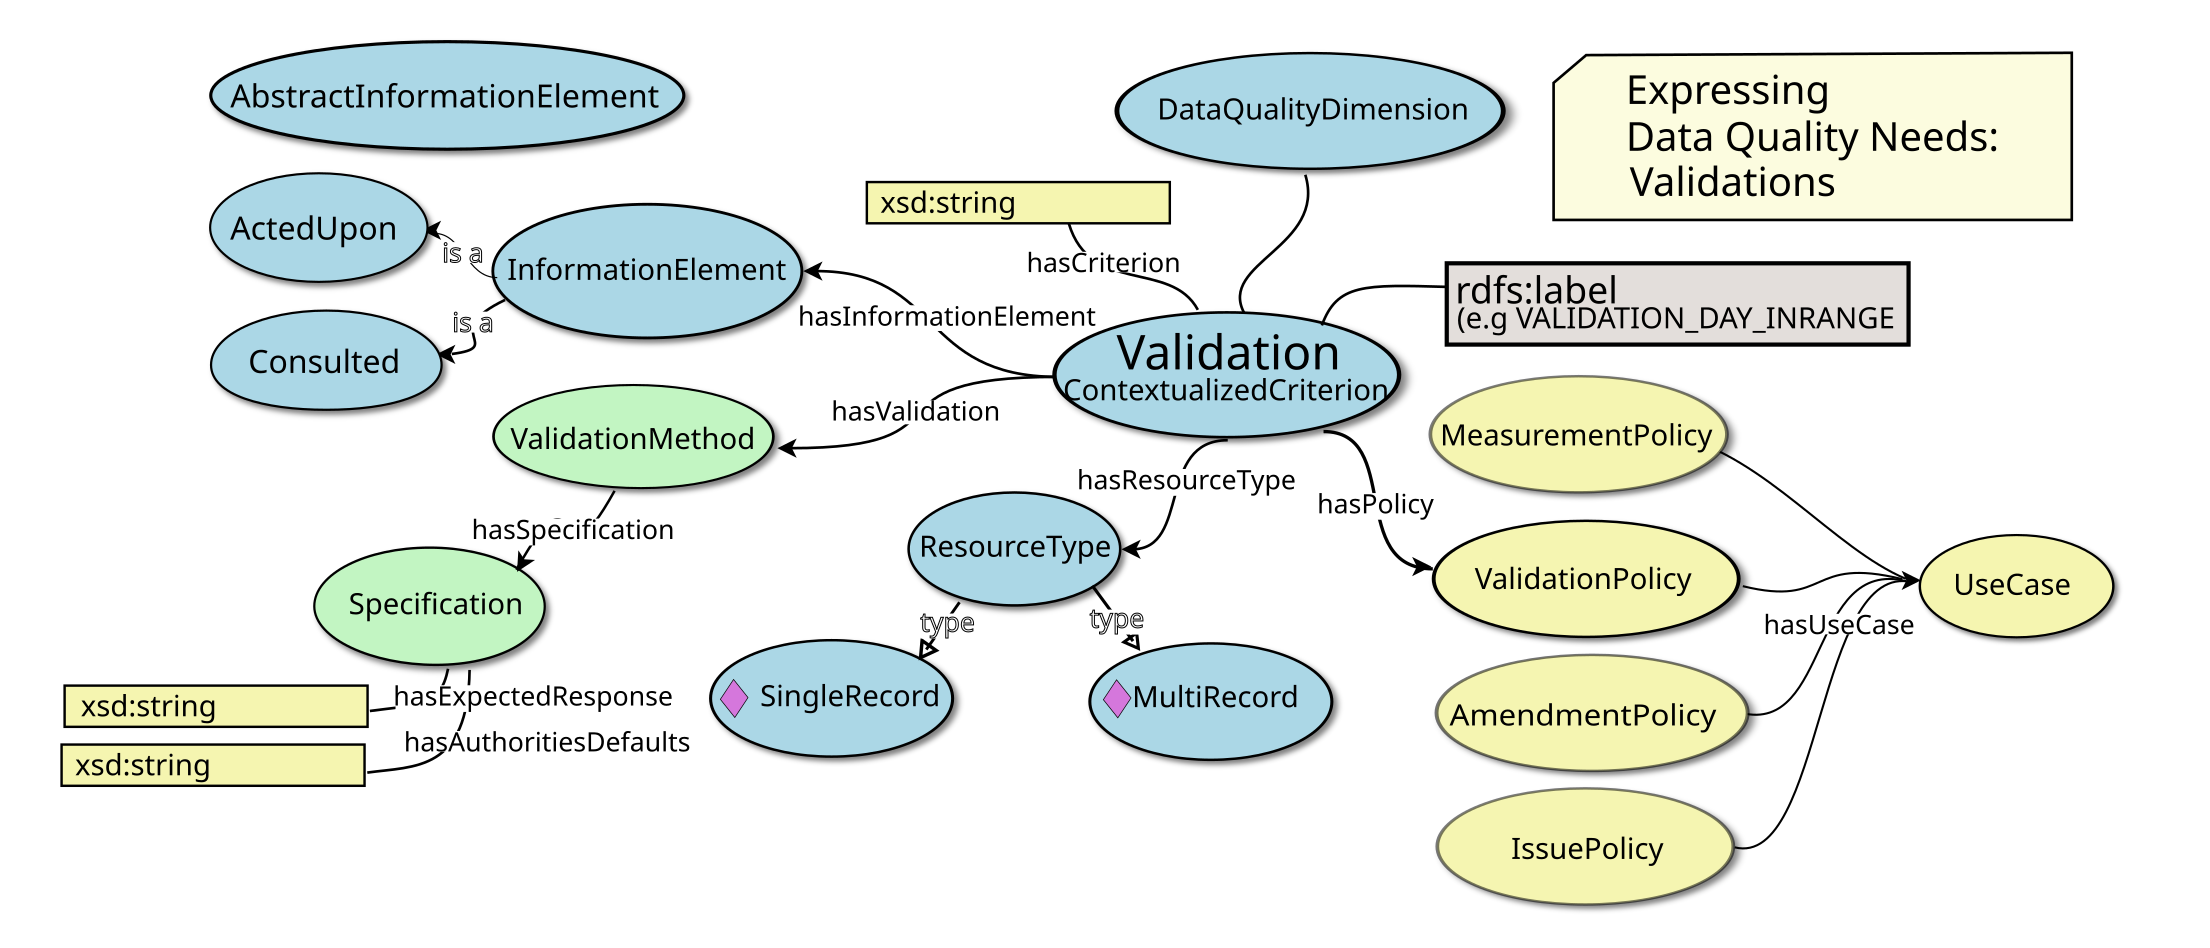 AbstractInformationElement
DataQualityDimension
Expressing
Data Quality Needs:
Validations
xsd:string
ActedUpon
is a
InformationElement
hasCriterion
rdfs:label
(e.g VALIDATION_DAY_INRANGE
hasInformationElement
is a
Consulted
Validation
ContextualizedCriterion
hasValidation
ValidationMethod
MeasurementPolicy
hasResourceType
hasPolicy
hasSpecification
ResourceType
ValidationPolicy
UseCase
Specification
type
type
hasUseCase
hasExpectedResponse
xsd:string
SingleRecord
MultiRecord
AmendmentPolicy
hasAuthoritiesDefaults
xsd:string
IssuePolicy